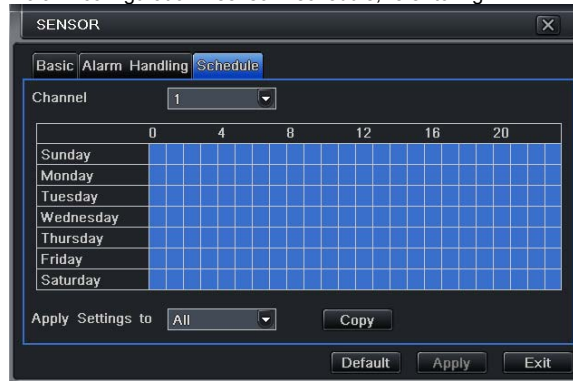 SENSOR
Basic Alarm Handling Schedule
Channel 1
0 4 8 12 16 20
Sunday
Monday
Tuesday
Wednesday
Thursday
Friday
Saturday
Apply Settings to All Copy
Default Apply Exit